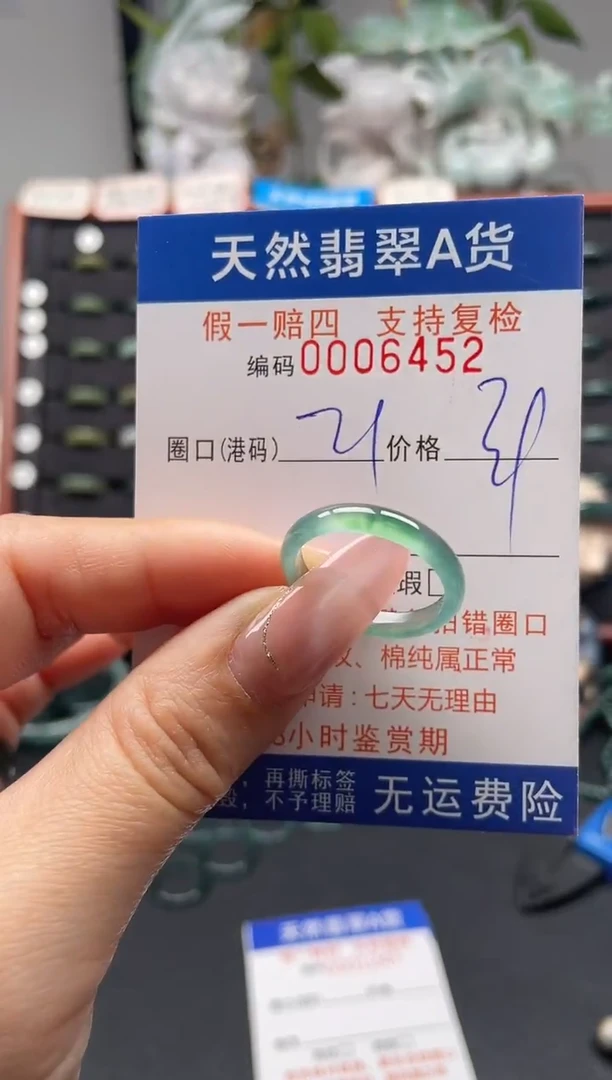 天然翡翠A货
假一赔四 支持复检
编码0006452
圈口(港码) 21 价格
瑕
拍错圈口
纹、棉纯属正常
申请:七天无理由
8小时鉴赏期
,再撕标签
毁,不予理赔 无运费险